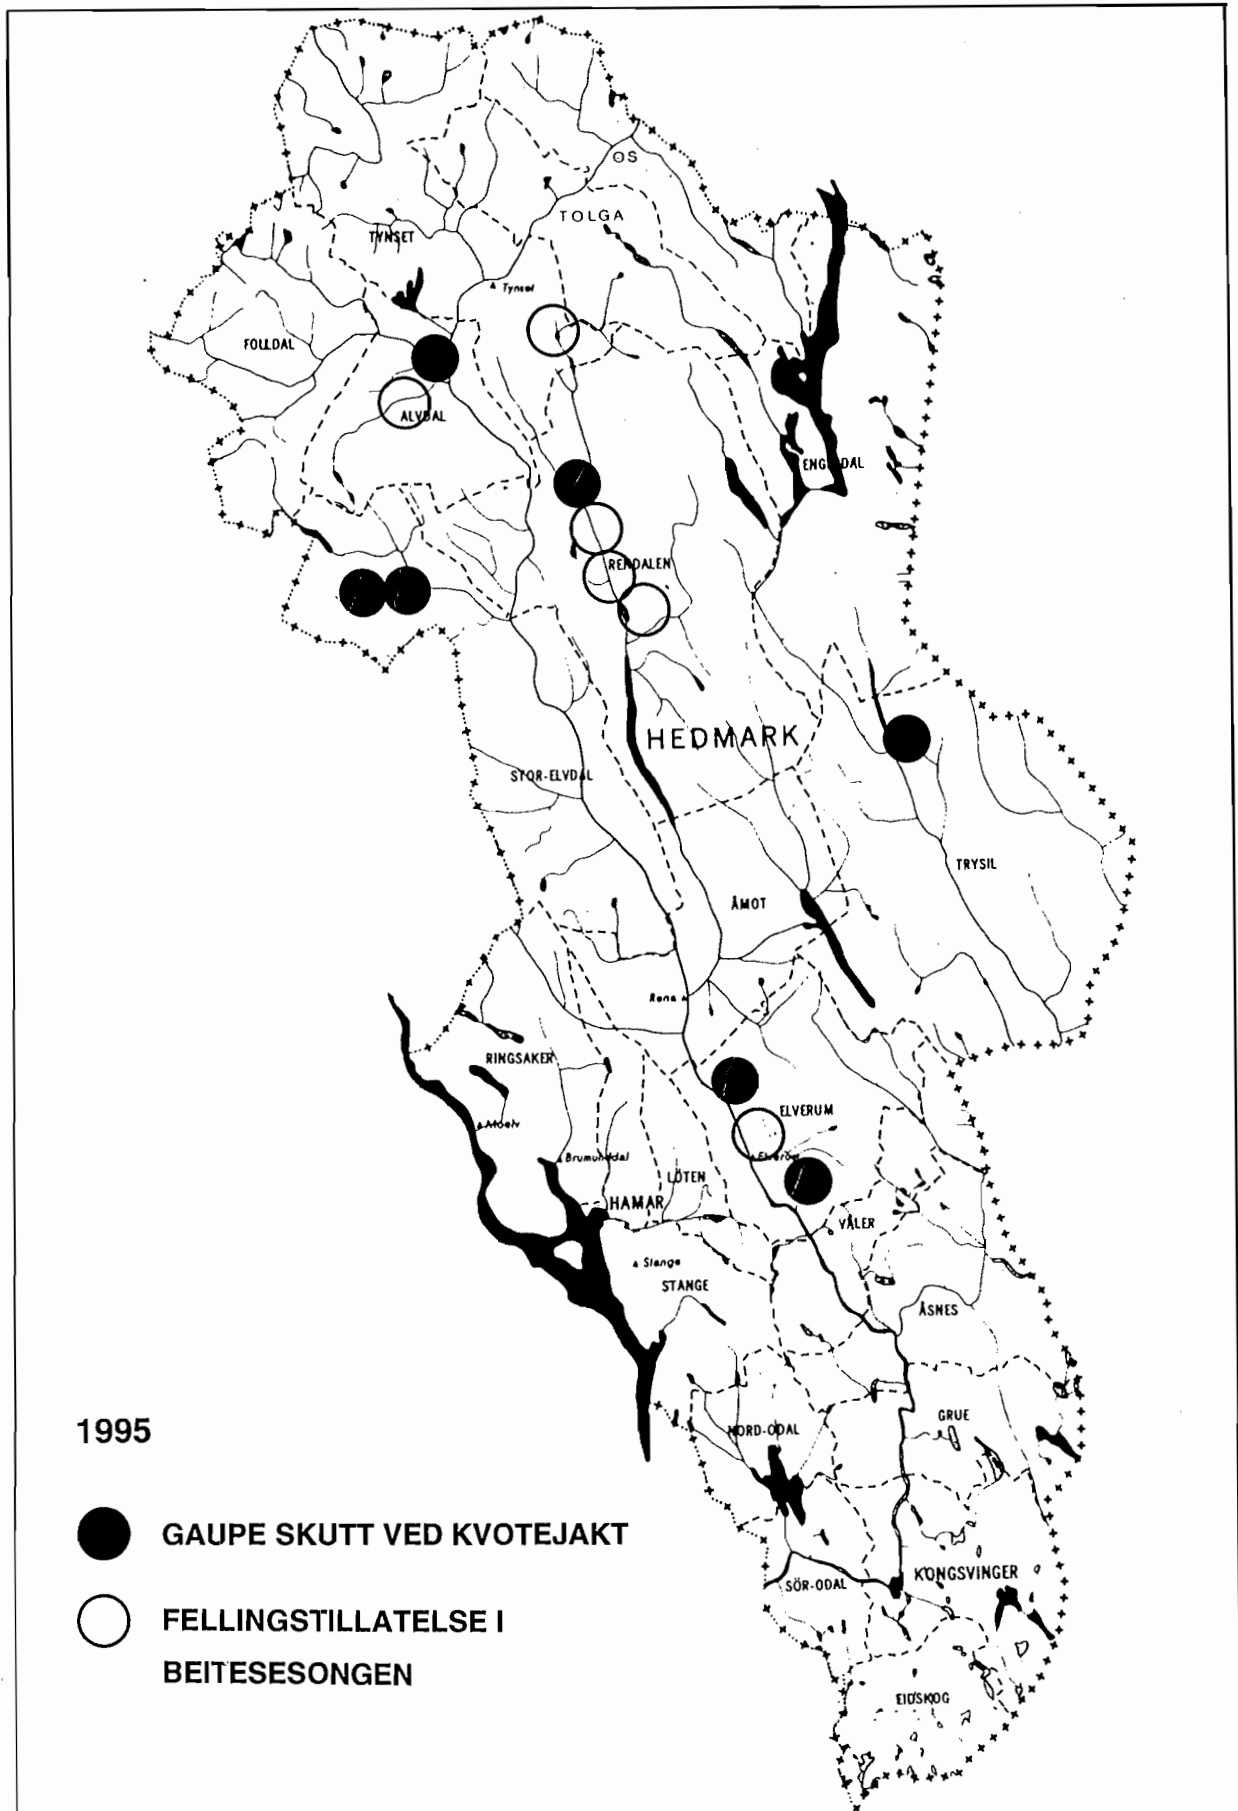 OS
TOLGA
TYNSET
Tynset
FOLLDAL
ALVDAL
ENGERDAL
RENDALEN
HEDMARK
STOR-ELVDAL
TRYSIL
ÅMOT
Rena
RINGSAKER
ELVERUM
Moelv
Brumunddal
Elverum
LÖTEN
HAMAR
VÅLER
Stange
STANGE
ÅSNES
GRUE
NORD-ODAL
KONGSVINGER
SÖR-ODAL
EIDSKOG
1995
GAUPE SKUTT VED KVOTEJAKT
FELLINGSTILLATELSE I
BEITESESONGEN